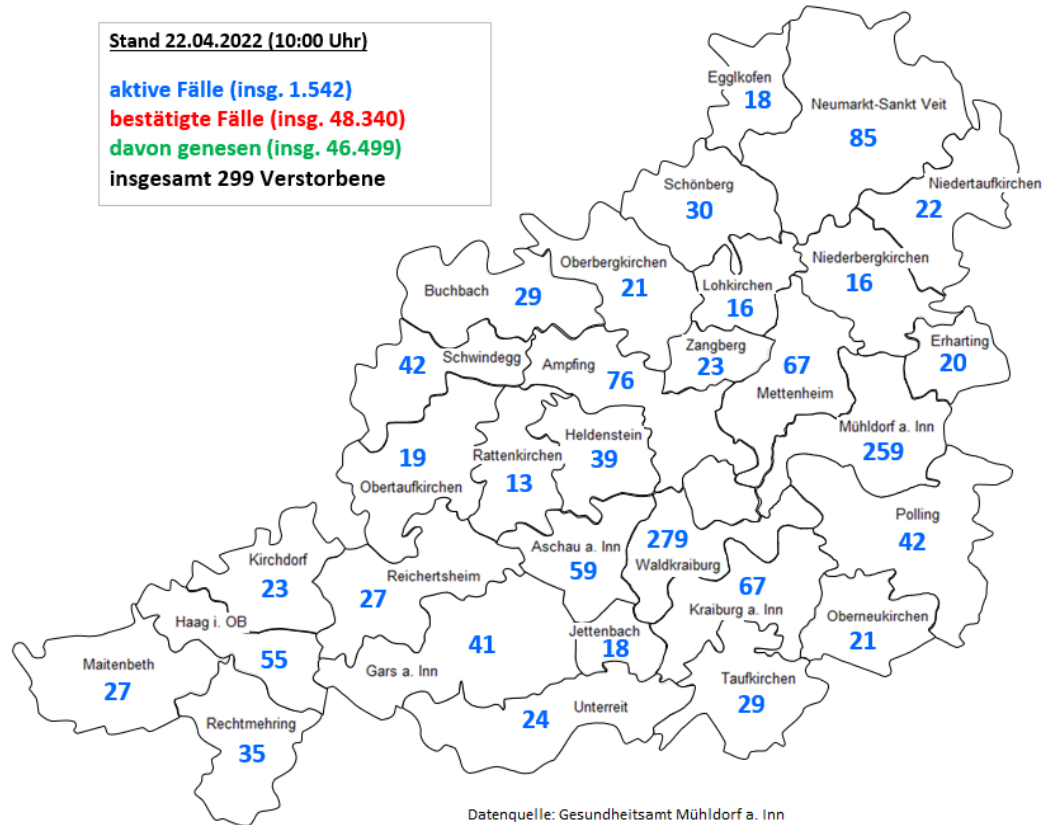 Stand 22.04.2022 (10:00 Uhr)
aktive Fälle (insg. 1.542)
bestätigte Fälle (insg. 48.340)
davon genesen (insg. 46.499)
insgesamt 299 Verstorbene
Egglkofen
18
Neumarkt-Sankt Veit
85
Schönberg
30
Niedertaufkirchen
22
Oberbergkirchen
21
Lohkirchen
16
Niederbergkirchen
16
Buchbach
29
Schwindegg
42
Ampfing
76
Zangberg
23
67
Mettenheim
Erharting
20
Mühldorf a. Inn
259
19
Obertaufkirchen
Rattenkirchen
13
Heldenstein
39
Polling
42
Aschau a. Inn
59
279
Waldkraiburg
67
Kraiburg a. Inn
Kirchdorf
23
Reichertsheim
27
Haag i. OB
55
Oberneukirchen
21
Jettenbach
18
Gars a. Inn
41
Maitenbeth
27
Taufkirchen
29
Unterreit
24
Rechtmehring
35
Datenquelle: Gesundheitsamt Mühldorf a. Inn